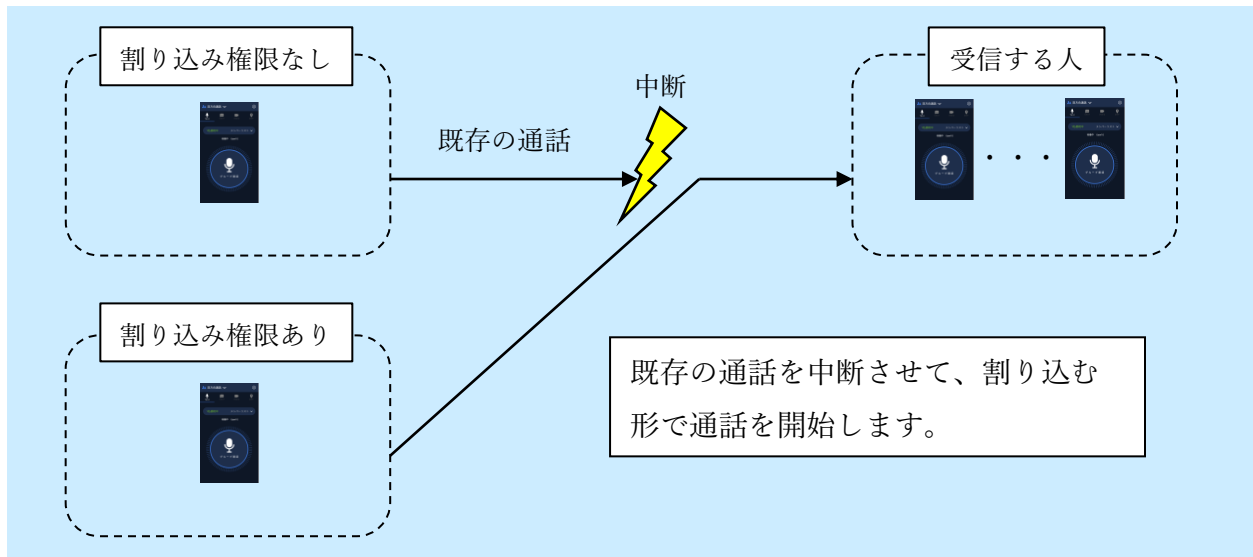 割り込み権限なし
受信する人
中断
既存の通話
・・・
割り込み権限あり
既存の通話を中断させて、割り込む
形で通話を開始します。